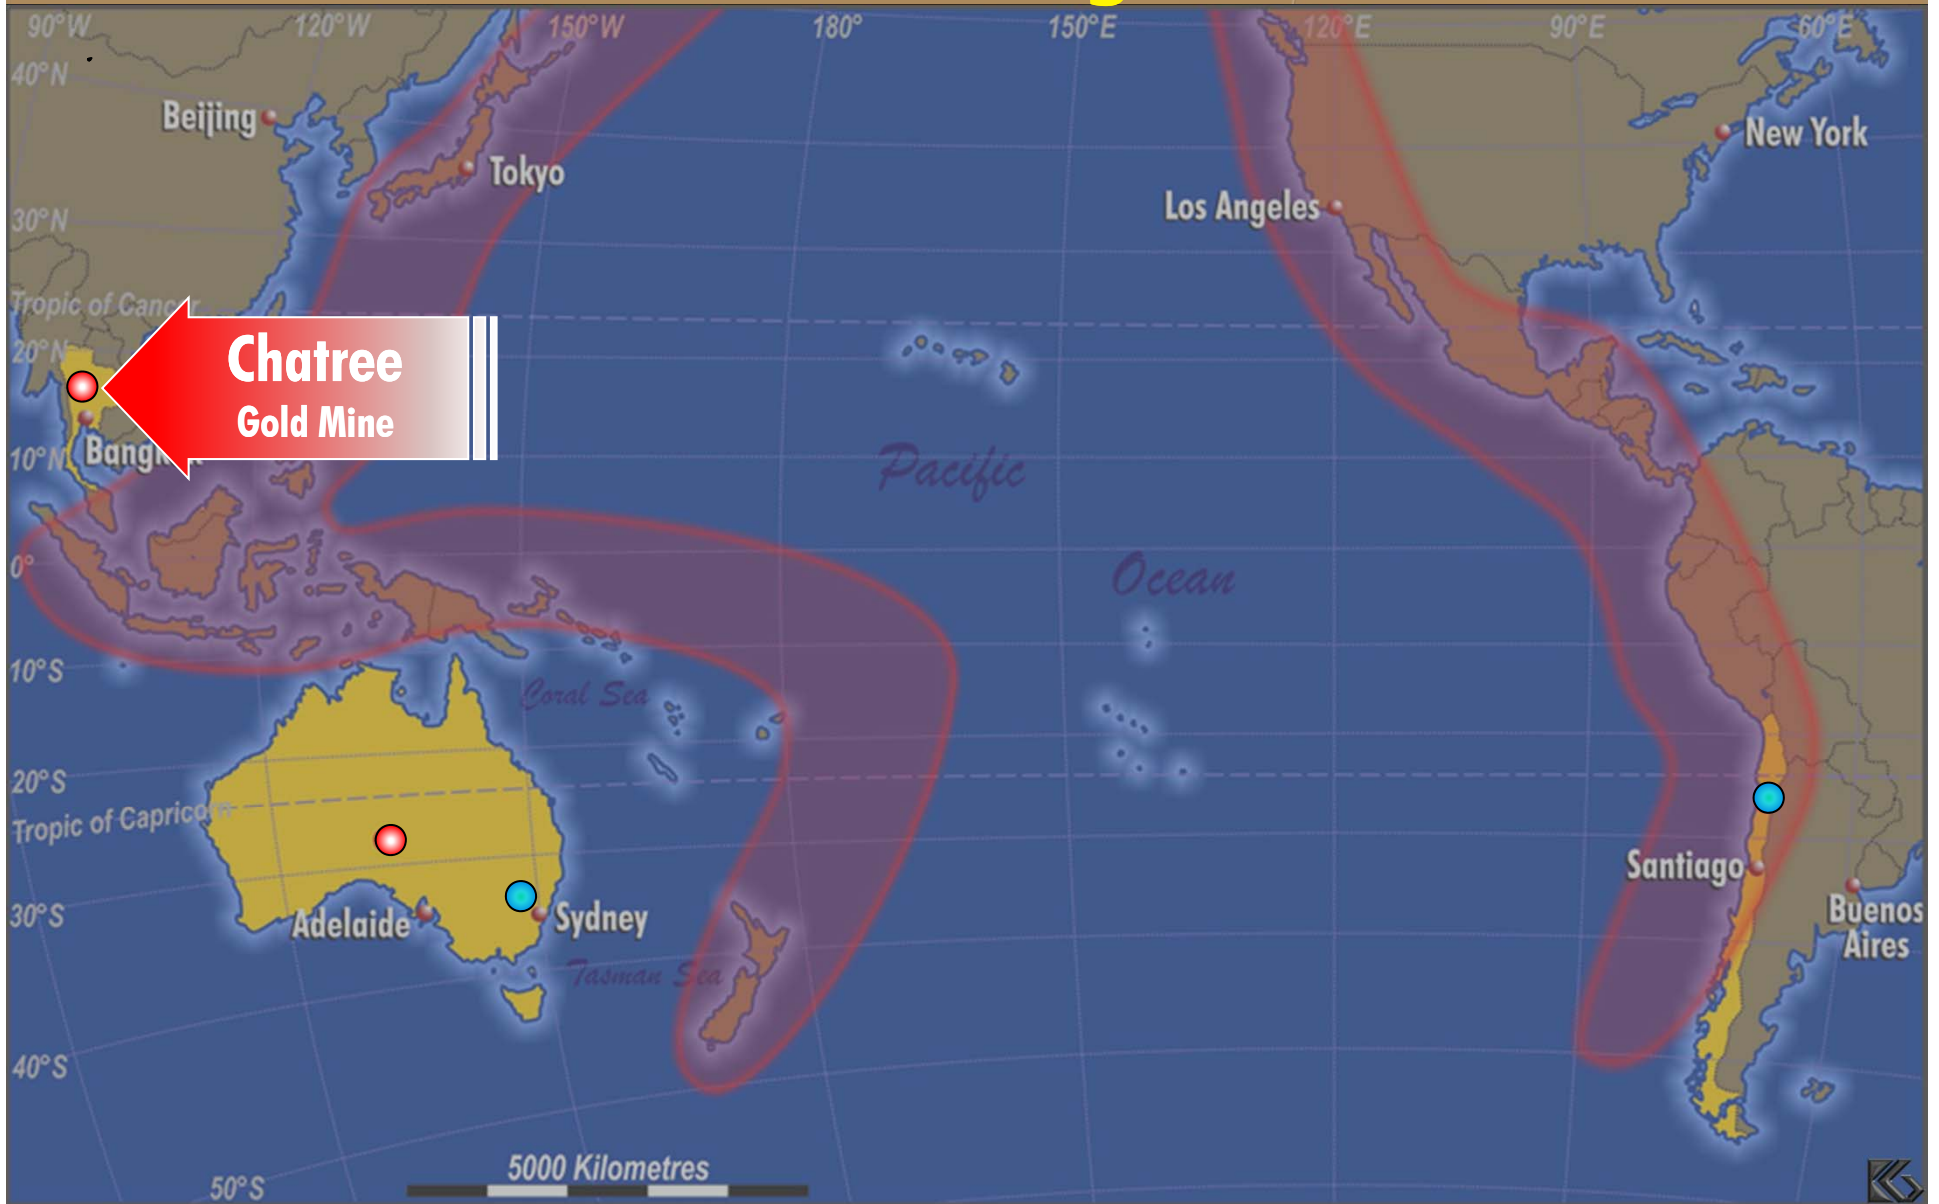 90°W 120°W 150°W 180° 150°E 120°E 90°E 60°E
40°N
Beijing
New York
Tokyo
Los Angeles
30°N
Tropic of Cancer
20°N
Chatree
Gold Mine
10°N
Pacific
Ocean
0°
10°S
Coral Sea
20°S
Tropic of Capricorn
Santiago
30°S
Adelaide
Sydney
Buenos
Aires
Tasman Sea
40°S
5000 Kilometres
50°S